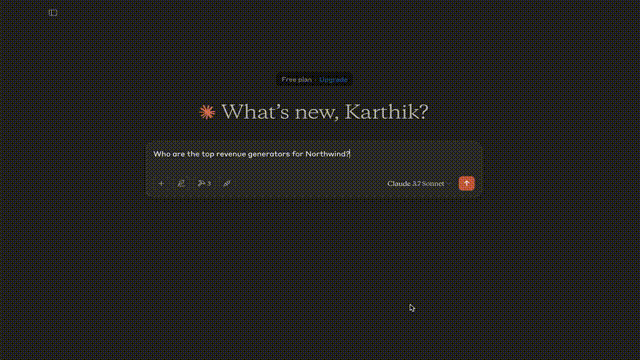 Free plan · Upgrade
What's new, Karthik?
Who are the top revenue generators for Northwind?
3
Claude 3.7 Sonnet